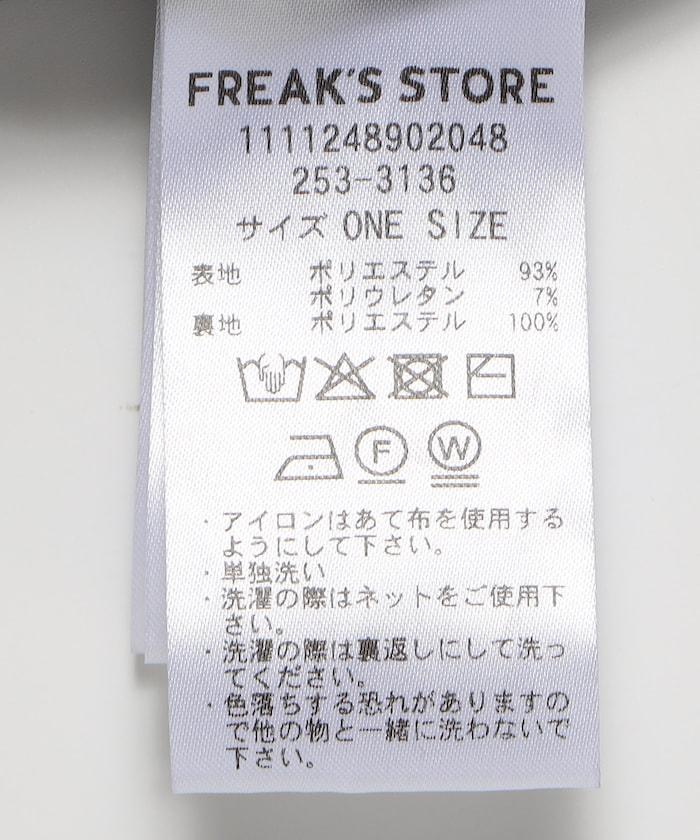 FREAK'S STORE
1111248902048
253-3136
サイズ ONE SIZE
表地 ポリエステル 93%
ポリウレタン 7%
裏地 ポリエステル 100%
F W
・アイロンはあて布を使用する
ようにして下さい。
・単独洗い
・洗濯の際はネットをご使用下
さい。
・洗濯の際は裏返しにして洗っ
てください。
・色落ちする恐れがありますの
で他の物と一緒に洗わないで
下さい。